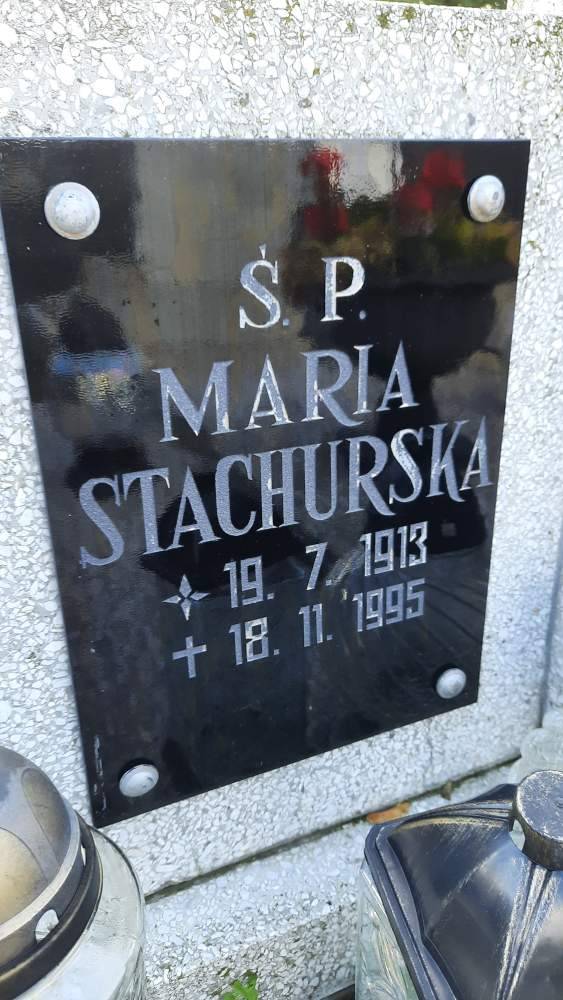 Ś. P.
MARIA
STACHURSKA
19. 7. 1913
18. 11. 1995